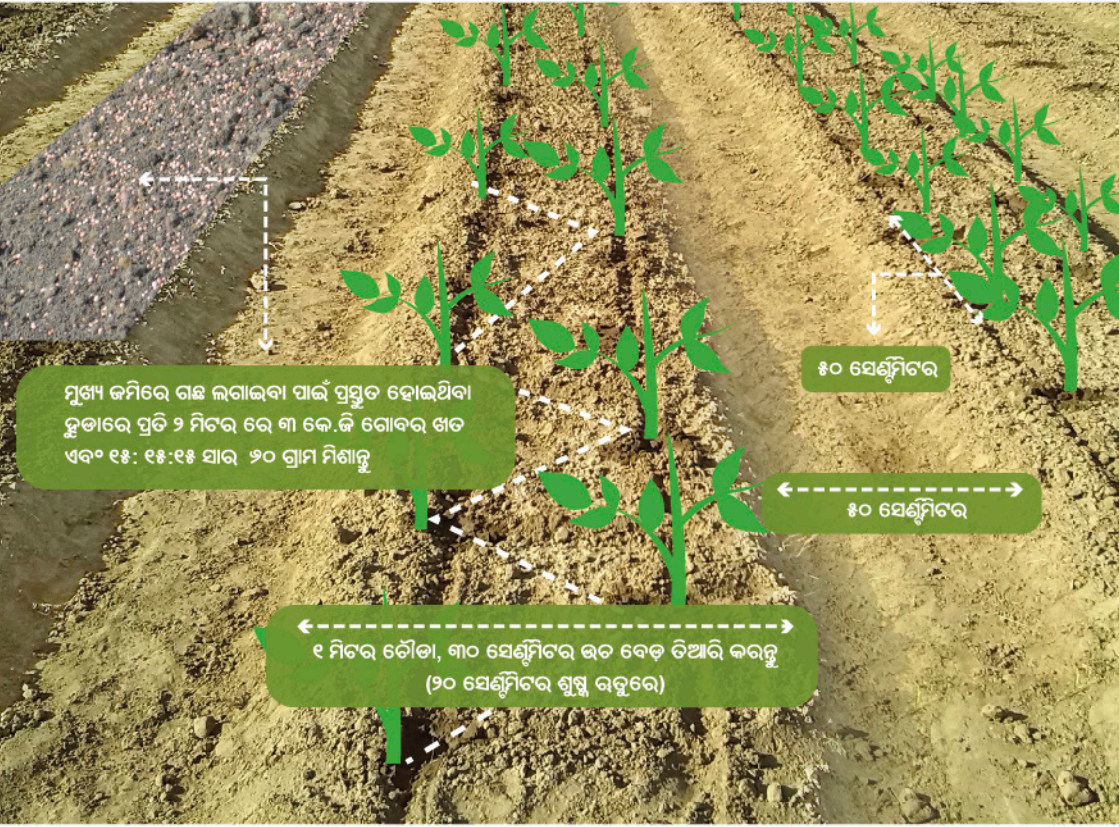 ୫୦ ସେଣ୍ଟିମିଟର
ମୁଖ୍ୟ ଜମିରେ ଗଛ ଲଗାଇବା ପାଇଁ ପ୍ରସ୍ତୁତ ହୋଇଥିବା
ହୁଡାରେ ପ୍ରତି ୨ ମିଟର ରେ ୩ କେ.ଜି ଗୋବର ଖତ
ଏବଂ ୧୫: ୧୫:୧୫ ସାର ୨୦ ଗ୍ରାମ ମିଶାନ୍ତୁ
୫୦ ସେଣ୍ଟିମିଟର
୧ ମିଟର ଚୌଡା, ୩୦ ସେଣ୍ଟିମିଟର ଉଚ ବେଡ଼ ତିଆରି କରନ୍ତୁ
(୨୦ ସେଣ୍ଟିମିଟର ଶୁଷ୍କ ଋତୁରେ)